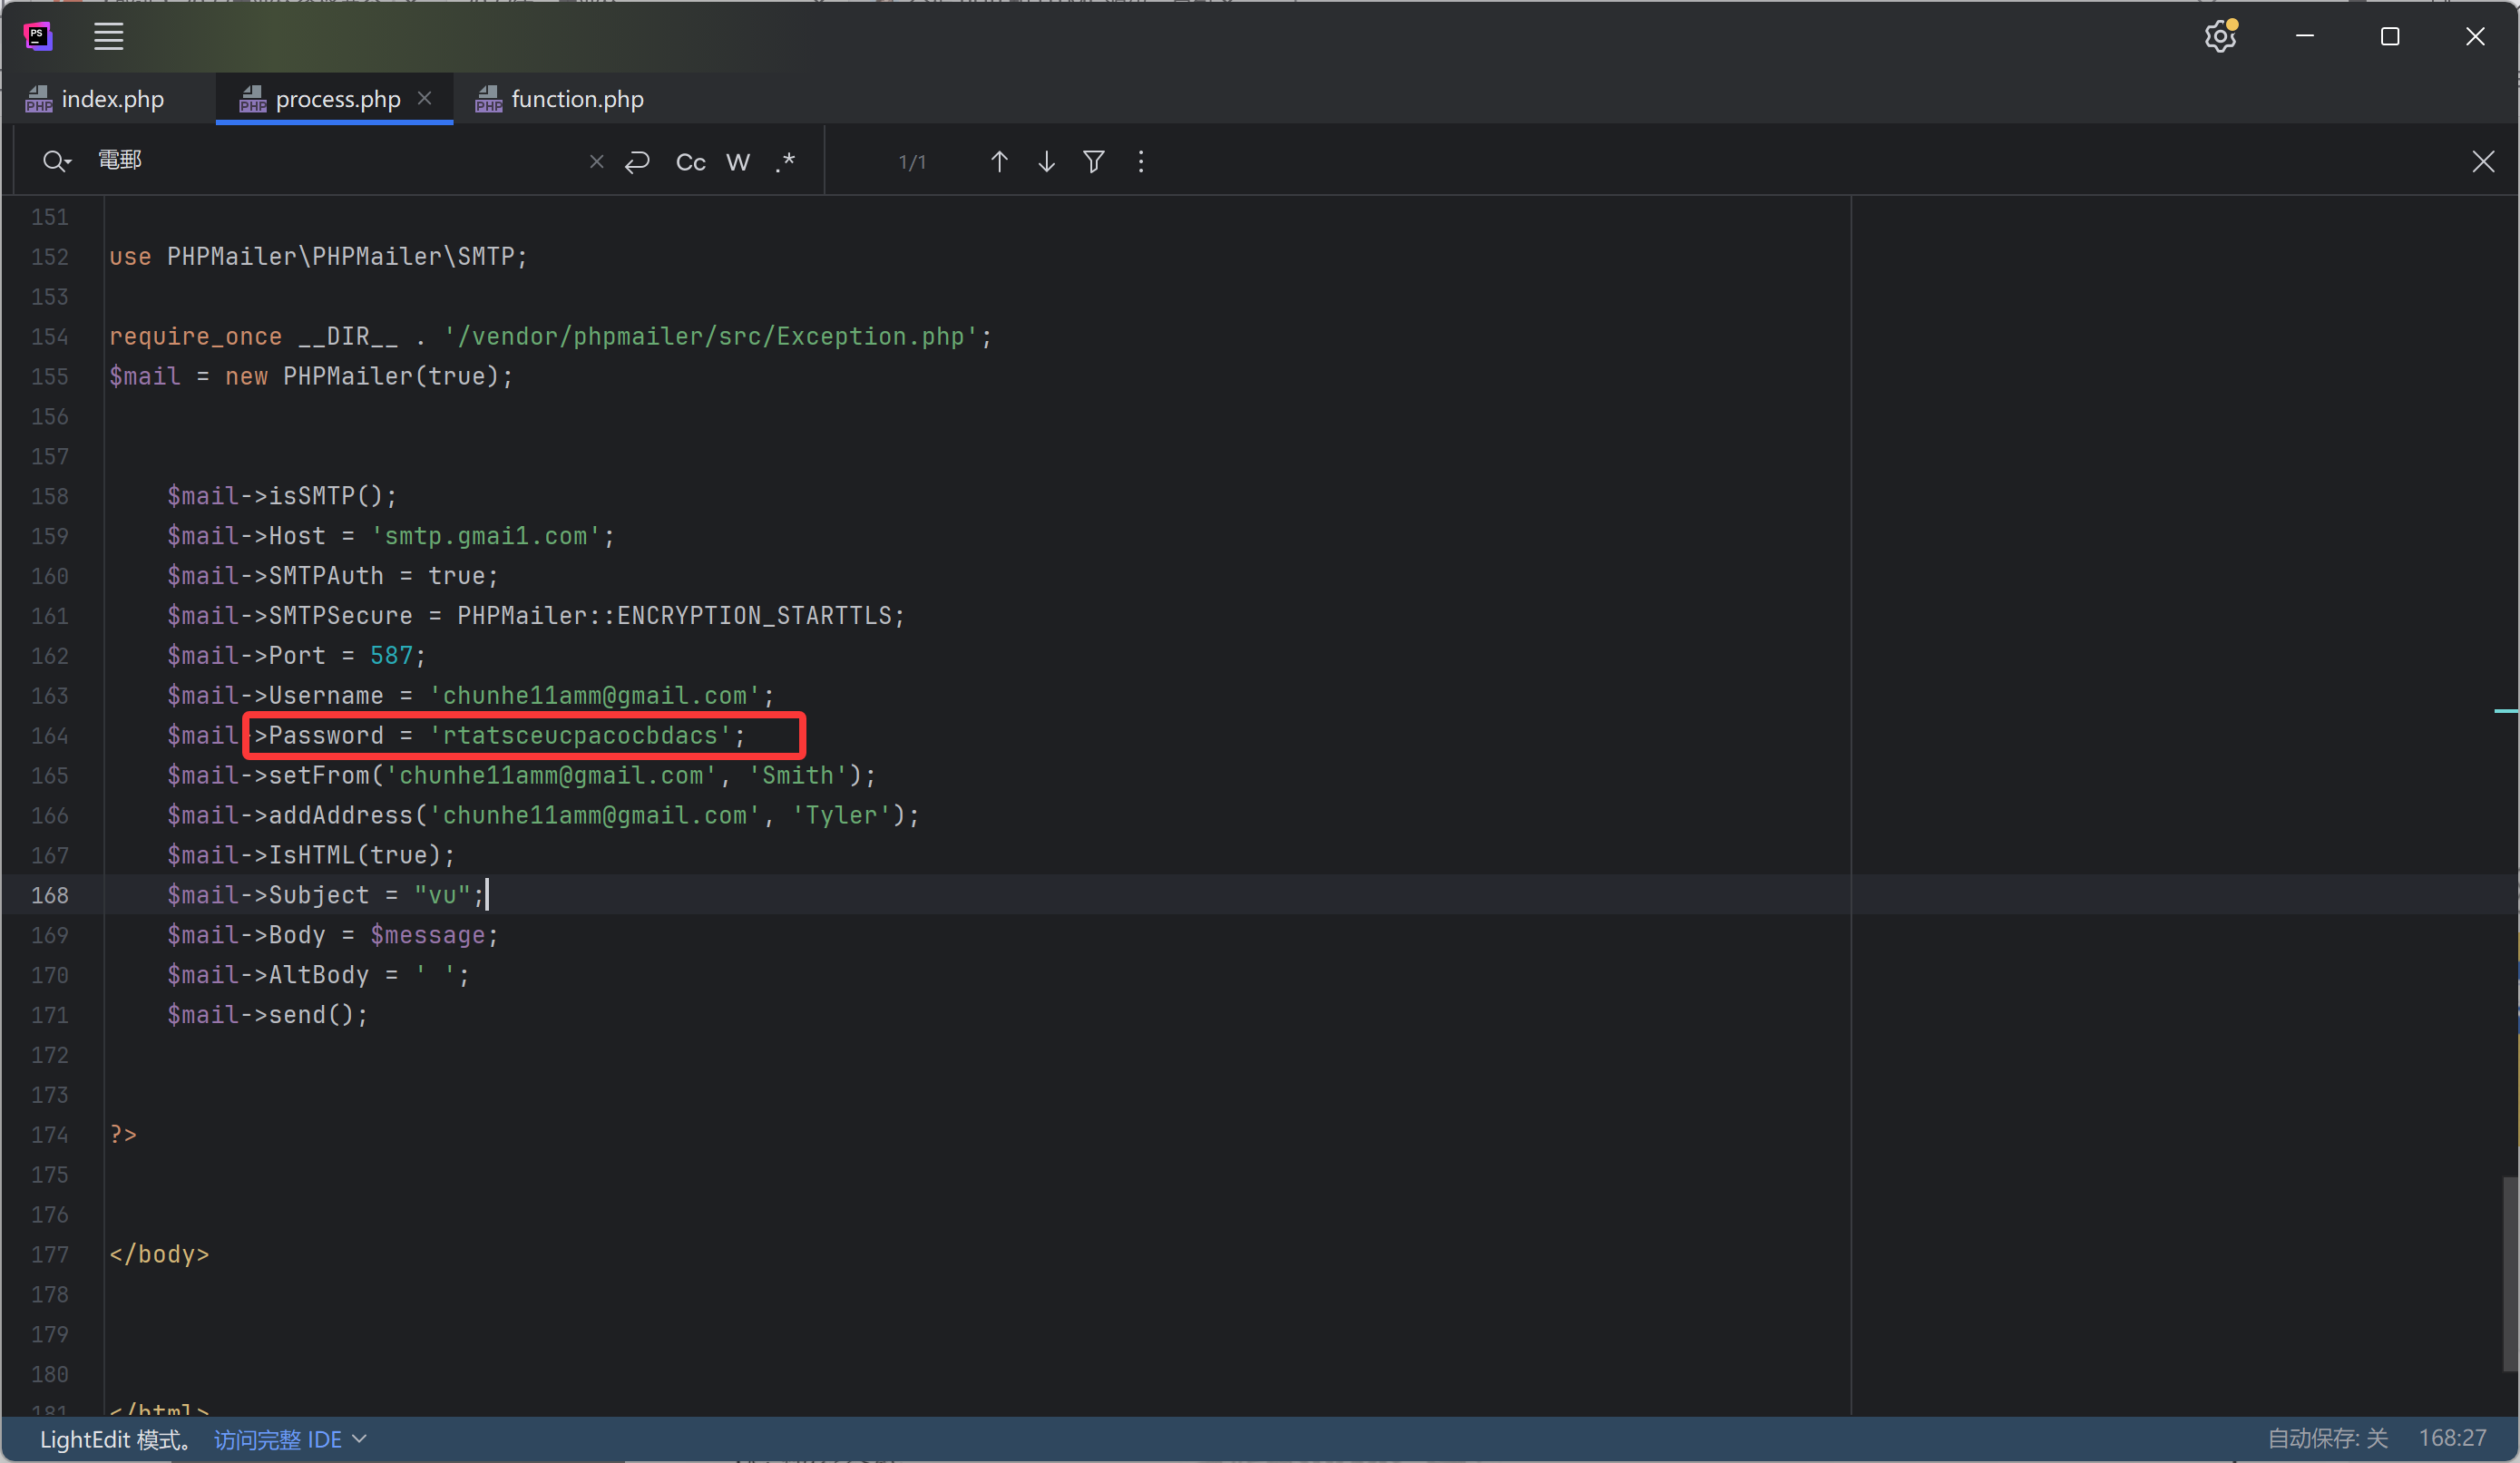 PS
index.php
process.php
function.php
電郵
Cc W .*
1/1
151
152 use PHPMailer\PHPMailer\SMTP;
153
154 require_once __DIR__ . '/vendor/phpmailer/src/Exception.php';
155 $mail = new PHPMailer(true);
156
157
158 $mail->isSMTP();
159 $mail->Host = 'smtp.gmai1.com';
160 $mail->SMTPAuth = true;
161 $mail->SMTPSecure = PHPMailer::ENCRYPTION_STARTTLS;
162 $mail->Port = 587;
163 $mail->Username = 'chunhe11amm@gmail.com';
164 $mail->Password = 'rtatsceucpacocbdacs';
165 $mail->setFrom('chunhe11amm@gmail.com', 'Smith');
166 $mail->addAddress('chunhe11amm@gmail.com', 'Tyler');
167 $mail->IsHTML(true);
168 $mail->Subject = "vu";
169 $mail->Body = $message;
170 $mail->AltBody = ' ';
171 $mail->send();
172
173
174 ?>
175
176
177 </body>
178
179
180
181 </html>
LightEdit 模式。 访问完整 IDE
自动保存: 关 168:27